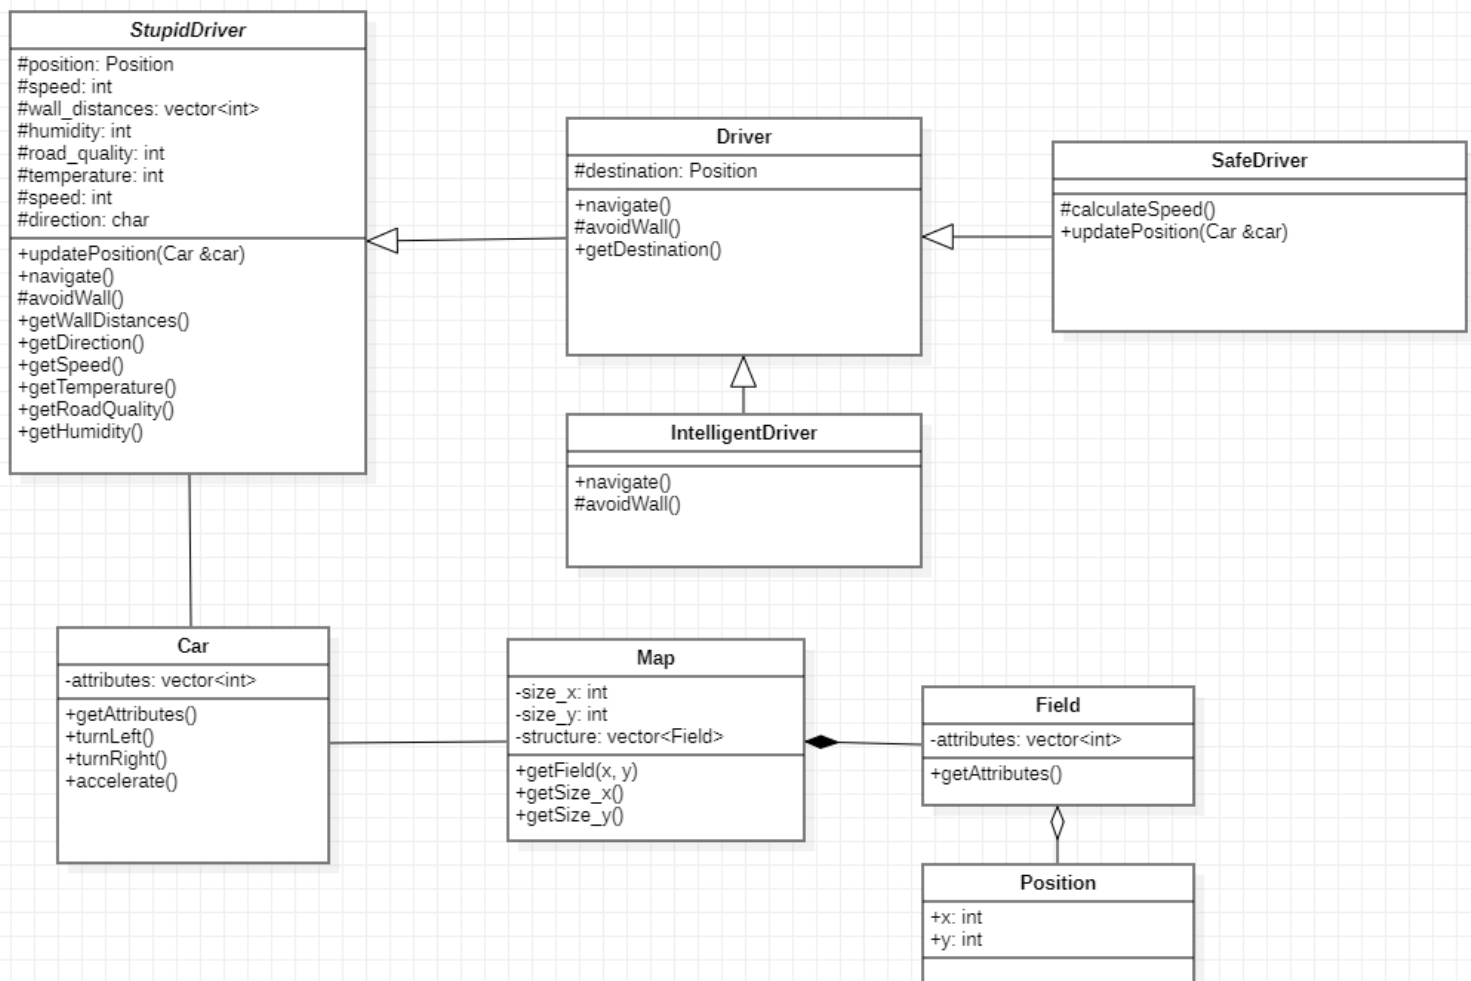 StupidDriver
#position: Position
#speed: int
#wall_distances: vector<int>
#humidity: int
#road_quality: int
#temperature: int
#speed: int
#direction: char
+updatePosition(Car &car)
+navigate()
#avoidWall()
+getWallDistances()
+getDirection()
+getSpeed()
+getTemperature()
+getRoadQuality()
+getHumidity()
Driver
#destination: Position
+navigate()
#avoidWall()
+getDestination()
SafeDriver
#calculateSpeed()
+updatePosition(Car &car)
IntelligentDriver
+navigate()
#avoidWall()
Car
-attributes: vector<int>
+getAttributes()
+turnLeft()
+turnRight()
+accelerate()
Map
-size_x: int
-size_y: int
-structure: vector<Field>
+getField(x, y)
+getSize_x()
+getSize_y()
Field
-attributes: vector<int>
+getAttributes()
Position
+x: int
+y: int